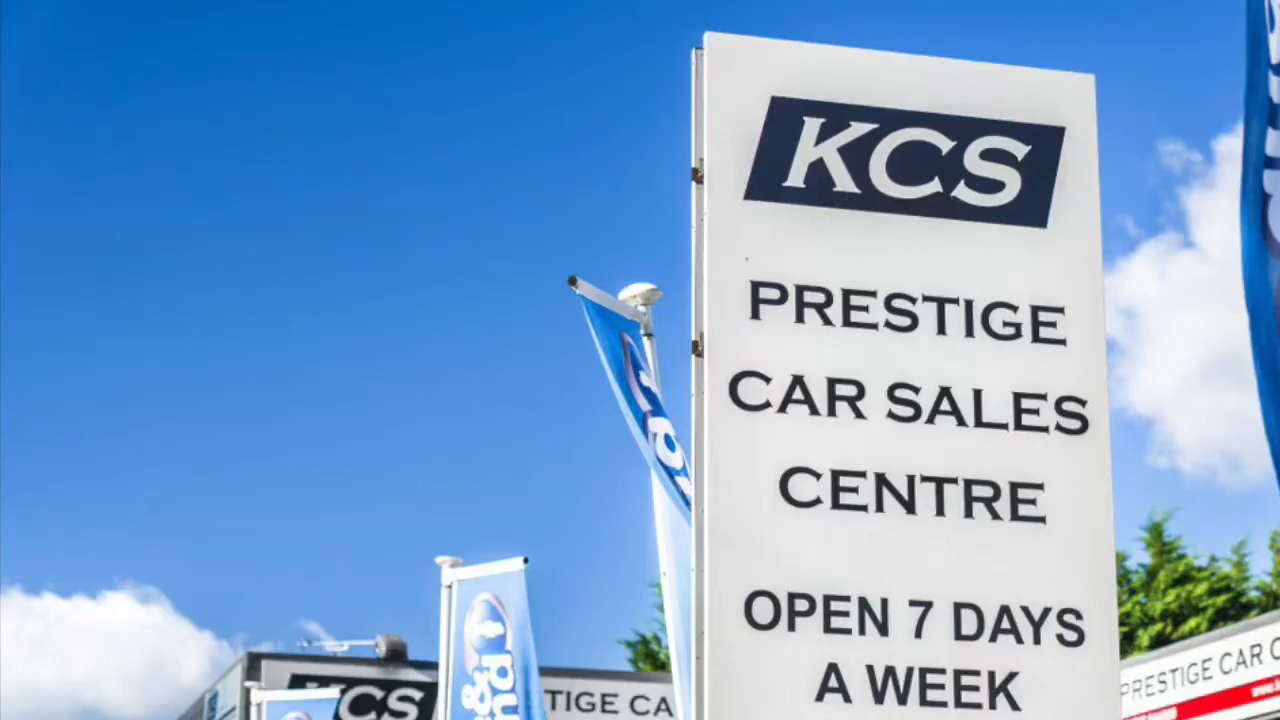 KCS
PRESTIGE
CAR SALES
CENTRE
OPEN 7 DAYS
A WEEK
KCS
TIGE CA
PRESTIGE CAR